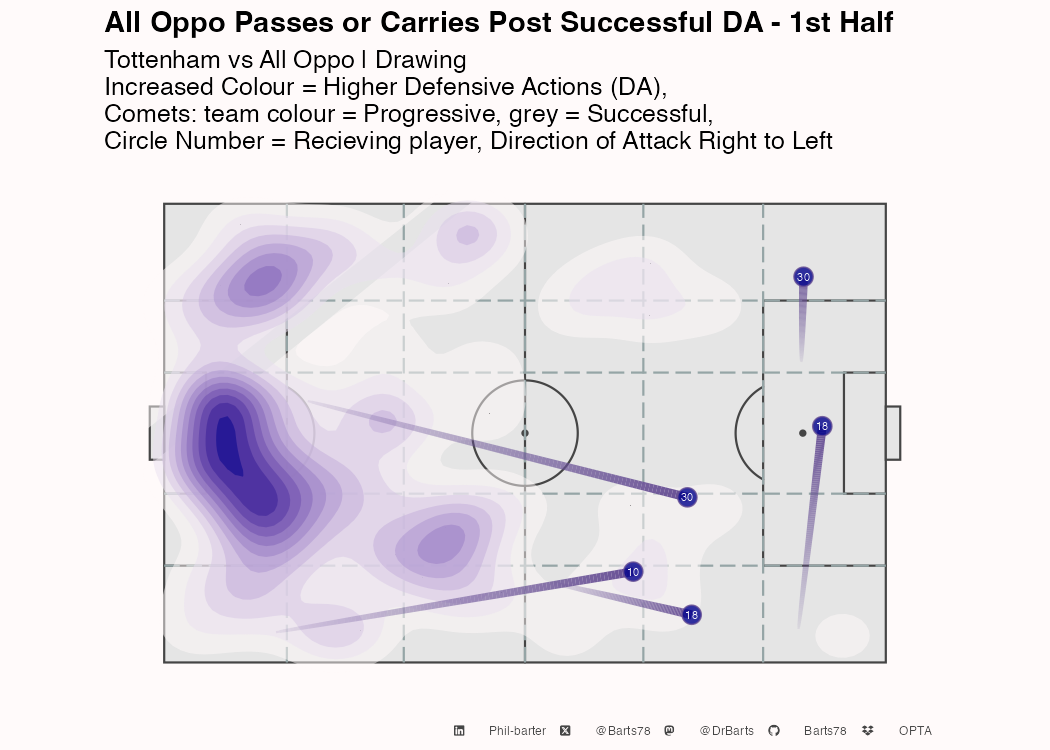 All Oppo Passes or Carries Post Successful DA - 1st Half
Tottenham vs All Oppo | Drawing
Increased Colour = Higher Defensive Actions (DA),
Comets: team colour = Progressive, grey = Successful,
Circle Number = Recieving player, Direction of Attack Right to Left
30
18
30
10
18
Phil-barter @Barts78 @DrBarts Barts78 OPTA